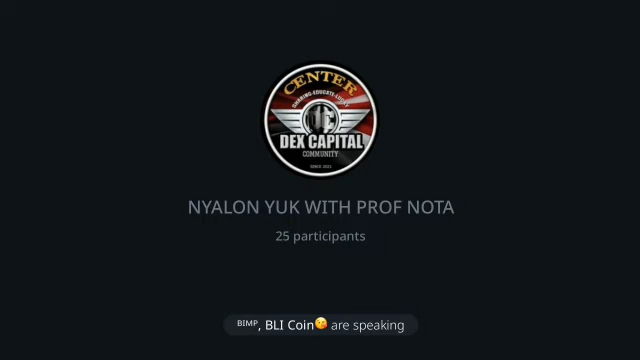 CENTER
SHARING-EDUCATE-LUCKY
DEX CAPITAL
COMMUNITY
SINCE 2021
NYALON YUK WITH PROF NOTA
25 participants
ᴮᴵᴹᴾ, BLI Coin😘 are speaking